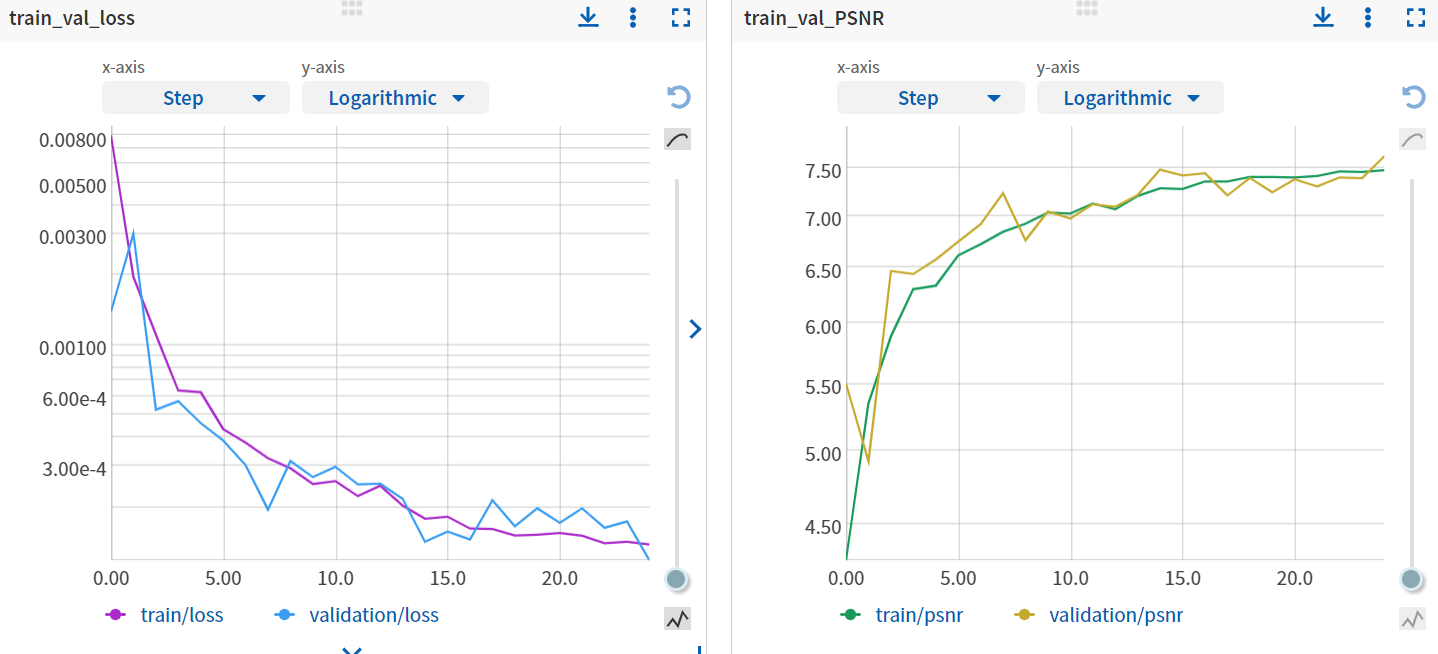 train_val_loss
x-axis
y-axis
Step
Logarithmic
0.00800
0.00500
0.00300
0.00100
6.00e-4
3.00e-4
0.00
5.00
10.0
15.0
20.0
train/loss
validation/loss
train_val_PSNR
x-axis
y-axis
Step
Logarithmic
7.50
7.00
6.50
6.00
5.50
5.00
4.50
0.00
5.00
10.0
15.0
20.0
train/psnr
validation/psnr